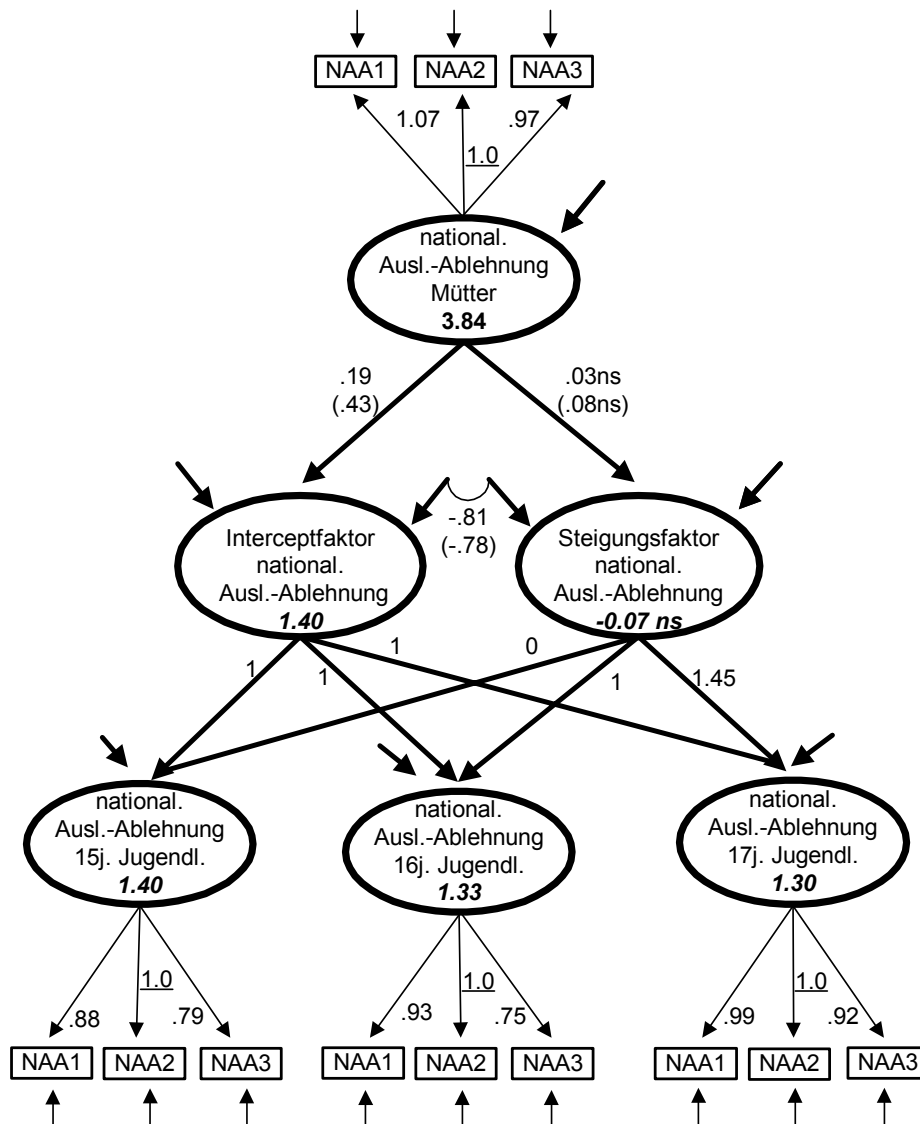 NAA1 NAA2 NAA3
1.07 1.0 .97
national.
Ausl.-Ablehnung
Mütter
3.84
.19
(.43)
.03ns
(.08ns)
-.81
(-.78)
Interceptfaktor
national.
Ausl.-Ablehnung
1.40
Steigungsfaktor
national.
Ausl.-Ablehnung
-0.07 ns
1 1 1 0 1 1.45
national.
Ausl.-Ablehnung
15j. Jugendl.
1.40
national.
Ausl.-Ablehnung
16j. Jugendl.
1.33
national.
Ausl.-Ablehnung
17j. Jugendl.
1.30
.88 1.0 .79
.93 1.0 .75
.99 1.0 .92
NAA1 NAA2 NAA3
NAA1 NAA2 NAA3
NAA1 NAA2 NAA3